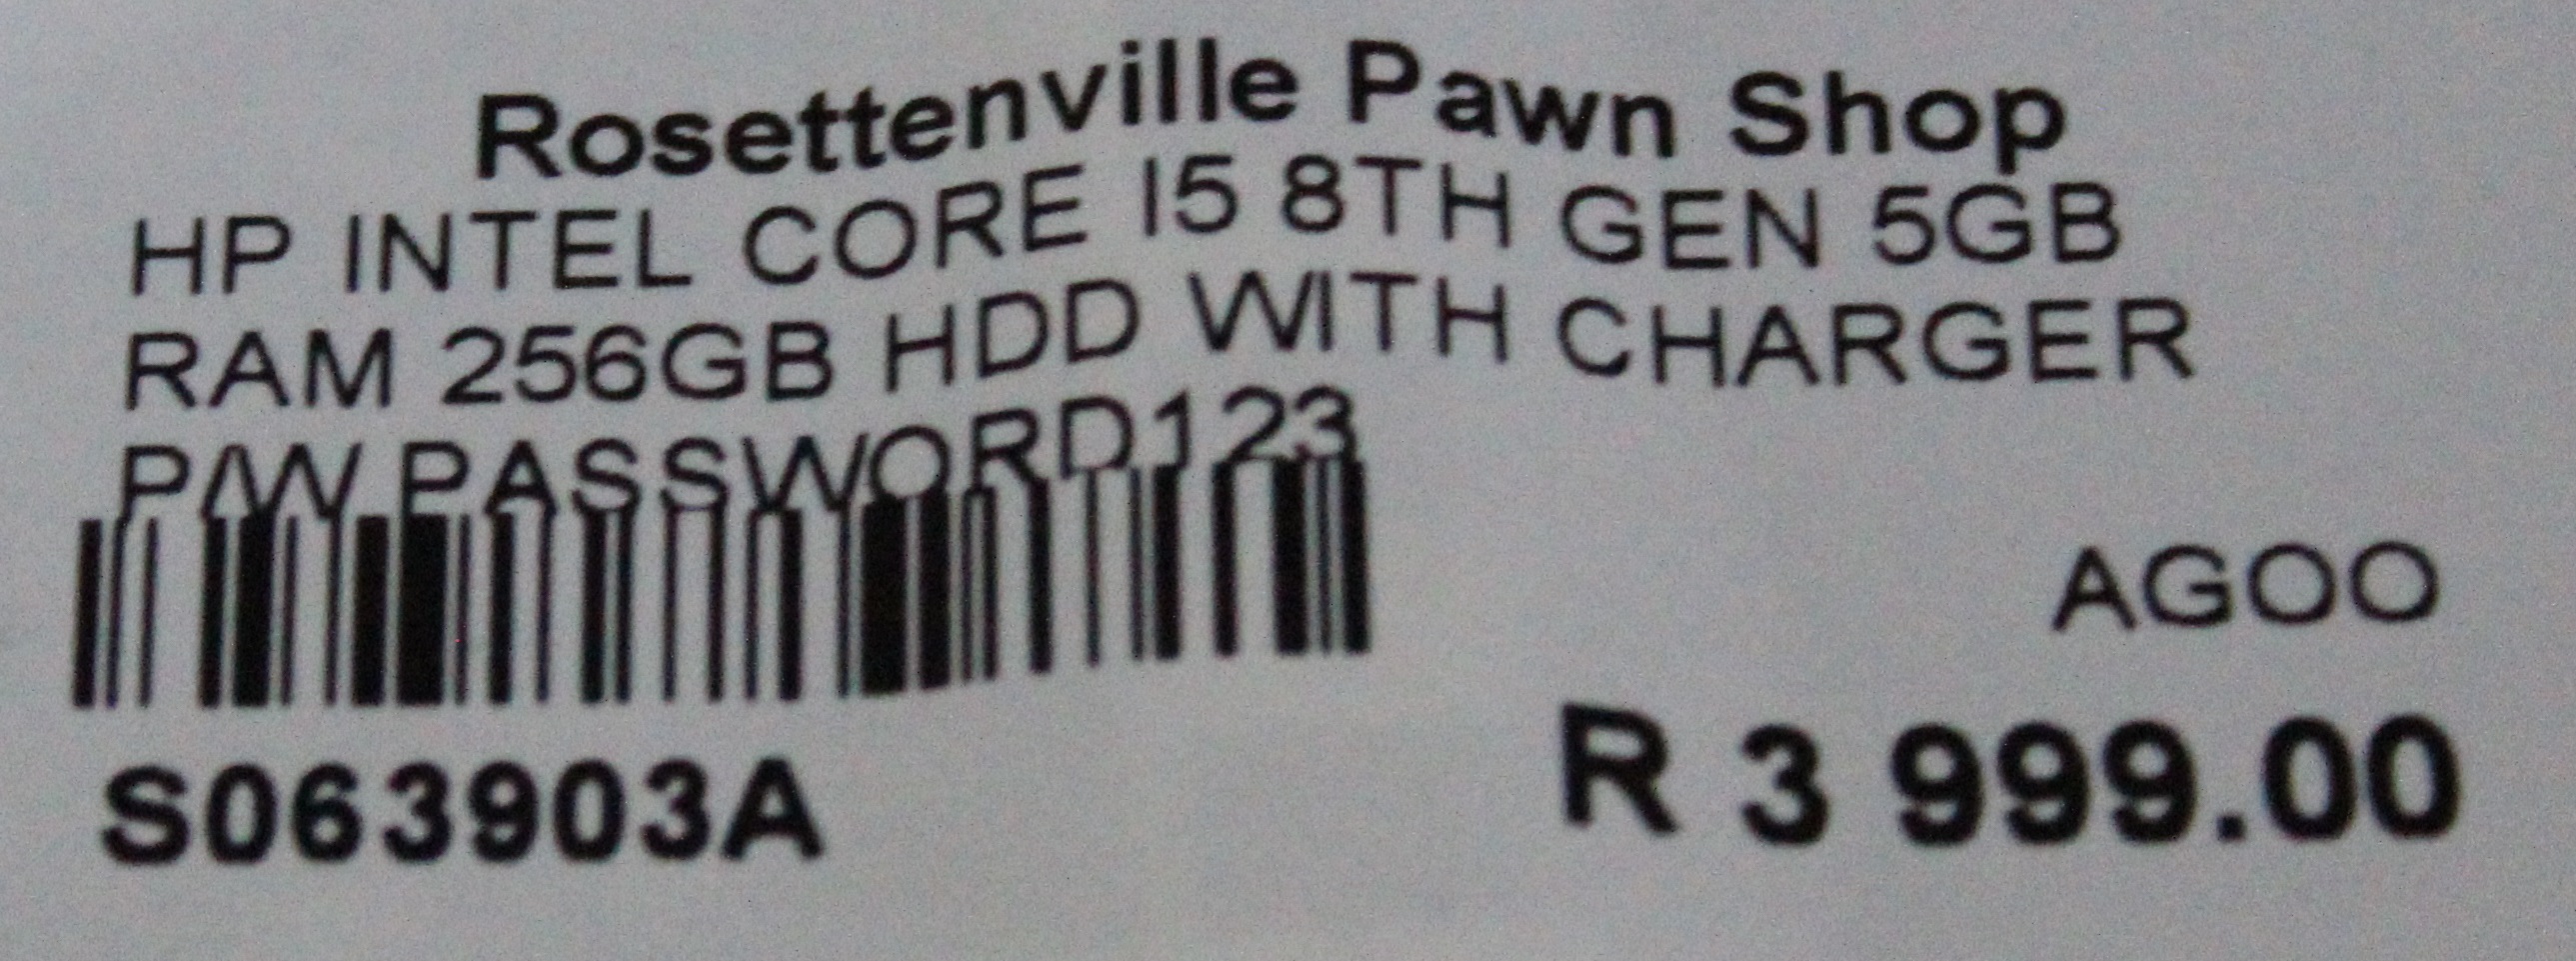 Rosettenville Pawn Shop
HP INTEL CORE I5 8TH GEN 5GB
RAM 256GB HDD WITH CHARGER
P/W PASSWORD123
AGOO
S063903A
R 3 999.00